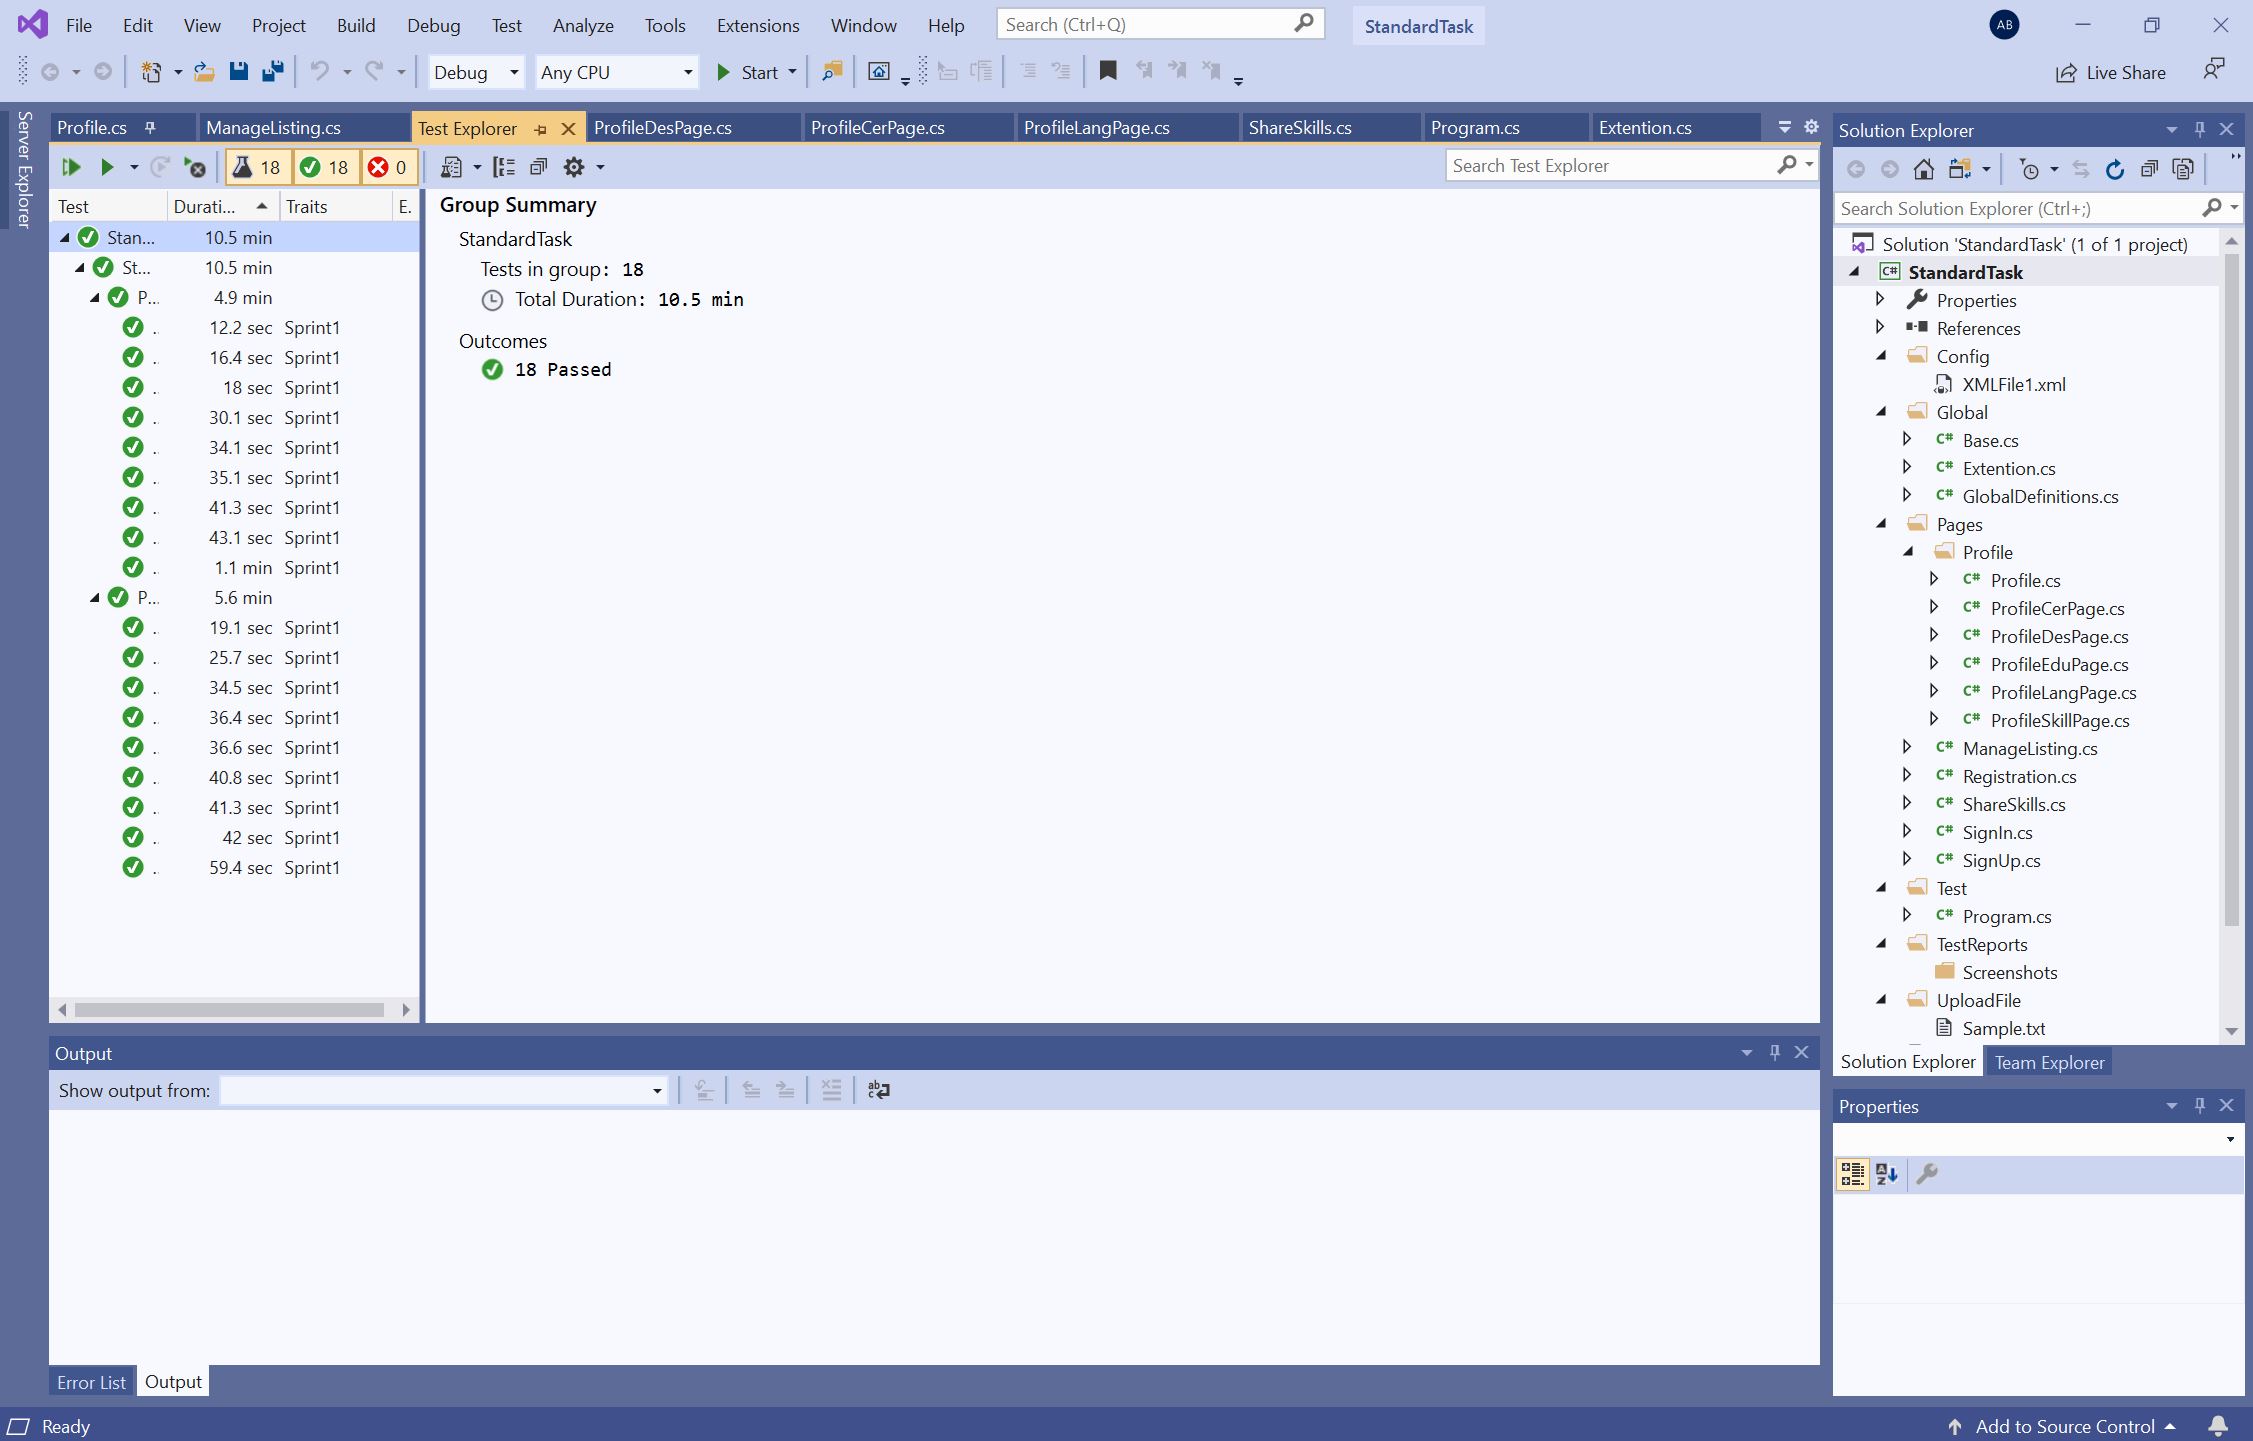 File Edit View Project Build Debug Test Analyze Tools Extensions Window Help Search (Ctrl+Q) StandardTask AB
Debug Any CPU Start Live Share
Server Explorer
Profile.cs ManageListing.cs Test Explorer ProfileDesPage.cs ProfileCerPage.cs ProfileLangPage.cs ShareSkills.cs Program.cs Extention.cs
18 18 0 Search Test Explorer
Test Durati... Traits E.
Stan... 10.5 min
St... 10.5 min
P... 4.9 min
.. 12.2 sec Sprint1
.. 16.4 sec Sprint1
.. 18 sec Sprint1
.. 30.1 sec Sprint1
.. 34.1 sec Sprint1
.. 35.1 sec Sprint1
.. 41.3 sec Sprint1
.. 43.1 sec Sprint1
.. 1.1 min Sprint1
P... 5.6 min
.. 19.1 sec Sprint1
.. 25.7 sec Sprint1
.. 34.5 sec Sprint1
.. 36.4 sec Sprint1
.. 36.6 sec Sprint1
.. 40.8 sec Sprint1
.. 41.3 sec Sprint1
.. 42 sec Sprint1
.. 59.4 sec Sprint1
Group Summary
StandardTask
Tests in group: 18
Total Duration: 10.5 min
Outcomes
18 Passed
Output
Show output from:
Error List Output
Solution Explorer
Search Solution Explorer (Ctrl+;)
Solution 'StandardTask' (1 of 1 project)
C# StandardTask
Properties
References
Config
XMLFile1.xml
Global
C# Base.cs
C# Extention.cs
C# GlobalDefinitions.cs
Pages
Profile
C# Profile.cs
C# ProfileCerPage.cs
C# ProfileDesPage.cs
C# ProfileEduPage.cs
C# ProfileLangPage.cs
C# ProfileSkillPage.cs
C# ManageListing.cs
C# Registration.cs
C# ShareSkills.cs
C# SignIn.cs
C# SignUp.cs
Test
C# Program.cs
TestReports
Screenshots
UploadFile
Sample.txt
Solution Explorer Team Explorer
Properties
Ready
Add to Source Control